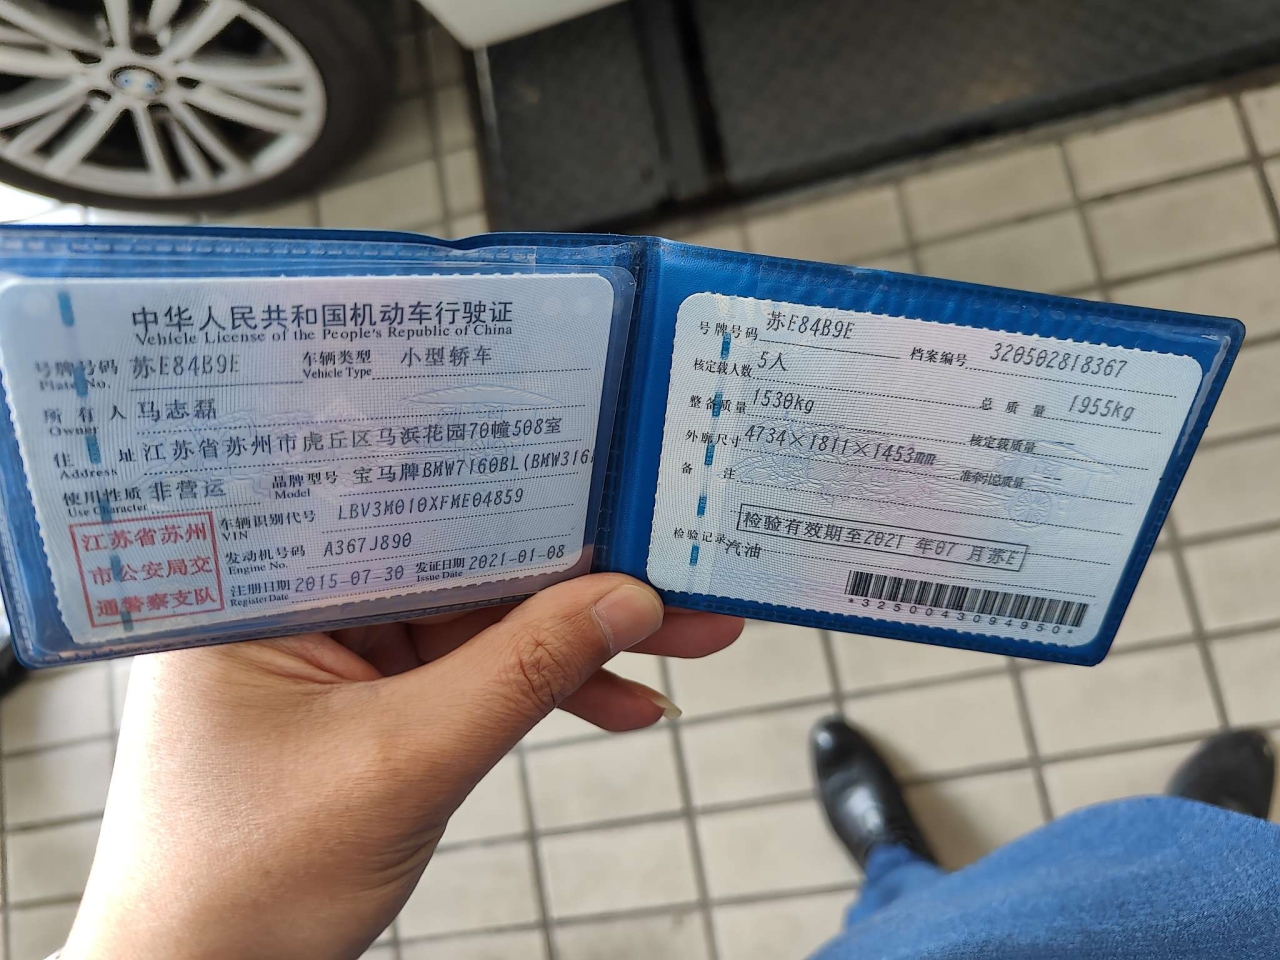 中华人民共和国机动车行驶证
Vehicle License of the People's Republic of China
号牌号码 苏E84B9E 车辆类型 小型轿车
Plate No. Vehicle Type
所有人 马志磊
Owner
住址 江苏省苏州市虎丘区马浜花园70幢508室
Address
使用性质 非营运 品牌型号 宝马牌BMW7160BL(BMW316
Use Character Model
江苏省苏州
市公安局交
通警察支队
车辆识别代号 LBV3M010XFME04859
VIN
发动机号码 A367J890
Engine No.
注册日期 2015-07-30 发证日期 2021-01-08
Register Date Issue Date
号牌号码 苏E84B9E 档案编号 320502818367
核定载人数 5人
整备质量 1530kg 总质量 1955kg
外廓尺寸 4734×1811×1453mm 核定载质量 --
备注 准牵引总质量 --
检验有效期至2021年07月苏E
检验记录 汽油
*3250043094950*